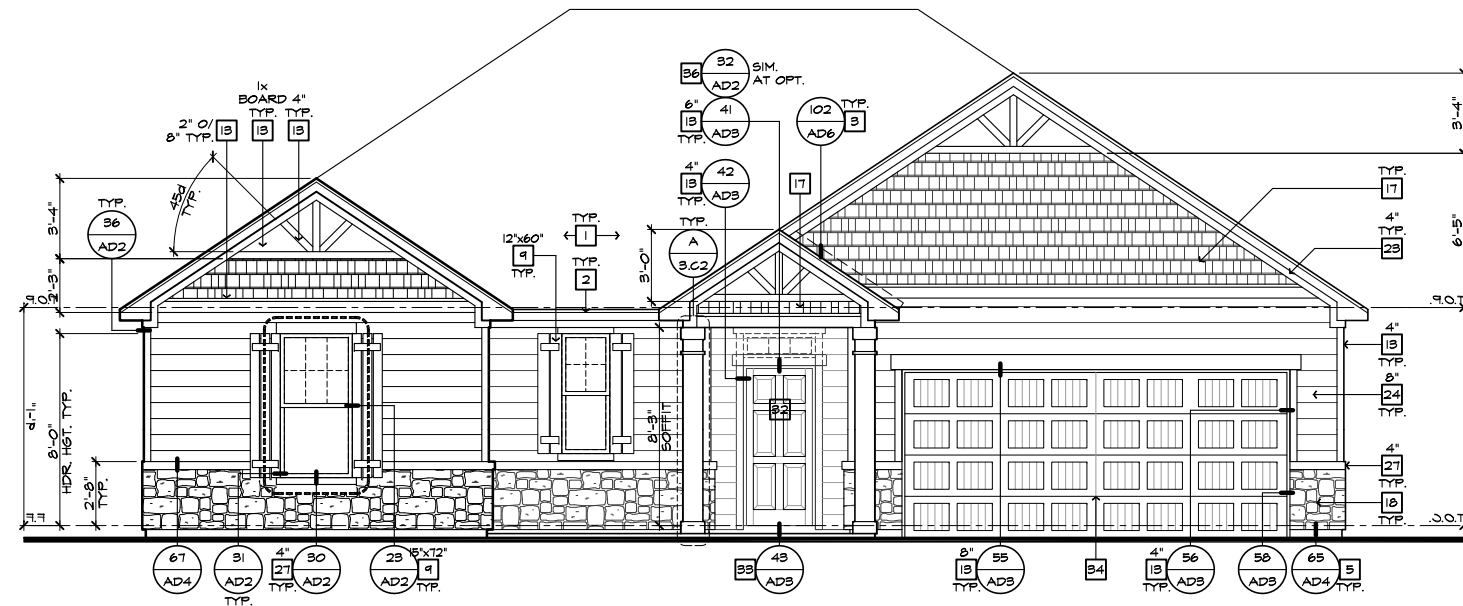 32
36
AD2
SIM.
AT OPT.
6"
13
TYP.
41
AD3
102
AD6
TYP.
3
1x
BOARD 4"
TYP. TYP.
2" O/
8" TYP.
13
13
13
45d
TYP.
4"
13
TYP.
42
AD3
17
TYP.
17
4"
23
TYP.
36
AD2
3'-4"
2'-3"
12"x60"
9
TYP.
TYP.
1
TYP.
2
3'-0"
TYP.
A
3.C2
3'-4"
6'-5"
T.O.P.
4"
13
TYP.
8"
24
TYP.
4"
27
TYP.
18
TYP.
8'-0"
HDR. HGT. TYP.
2'-8"
TYP.
8'-3"
SOFFIT
32
67
AD4
31
AD2
TYP.
4"
27
TYP.
30
AD2
23
AD2
15"x72"
9
TYP.
33
43
AD3
8"
13
TYP.
55
AD3
34
4"
13
TYP.
56
AD3
58
AD3
65
AD4
5
TYP.